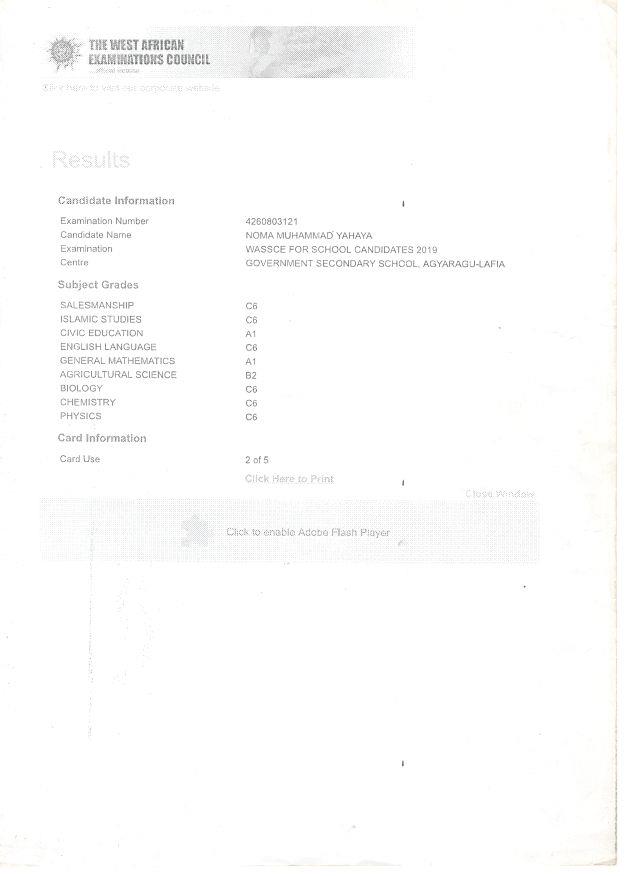 THE WEST AFRICAN
EXAMINATIONS COUNCIL
...official website
Click here to visit our corporate website
Results
Candidate Information
Examination Number 4260803121
Candidate Name NOMA MUHAMMAD YAHAYA
Examination WASSCE FOR SCHOOL CANDIDATES 2019
Centre GOVERNMENT SECONDARY SCHOOL, AGYARAGU-LAFIA
Subject Grades
SALESMANSHIP C6
ISLAMIC STUDIES C6
CIVIC EDUCATION A1
ENGLISH LANGUAGE C6
GENERAL MATHEMATICS A1
AGRICULTURAL SCIENCE B2
BIOLOGY C6
CHEMISTRY C6
PHYSICS C6
Card Information
Card Use 2 of 5
Click Here to Print
Close Window
Click to enable Adobe Flash Player